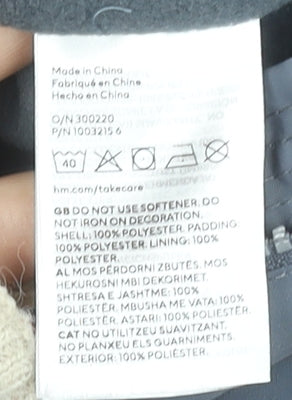 Made in China
Fabriqué en Chine
Hecho en China
O/N 300220
P/N 1003215 6
40
hm.com/takecare
GB DO NOT USE SOFTENER. DO
NOT IRON ON DECORATION.
SHELL: 100% POLYESTER. PADDING
100% POLYESTER. LINING: 100%
POLYESTER.
AL MOS PËRDORNI ZBUTËS. MOS
HEKUROSNI MBI DEKORIMET.
SHTRESA E JASHTME: 100%
POLIESTËR. MBUSHA ME VATA: 100%
POLIESTËR. ASTARI: 100% POLIESTËR.
CAT NO UTILITZEU SUAVITZANT.
NO PLANXEU ELS GUARNIMENTS.
EXTERIOR: 100% POLIÈSTER.